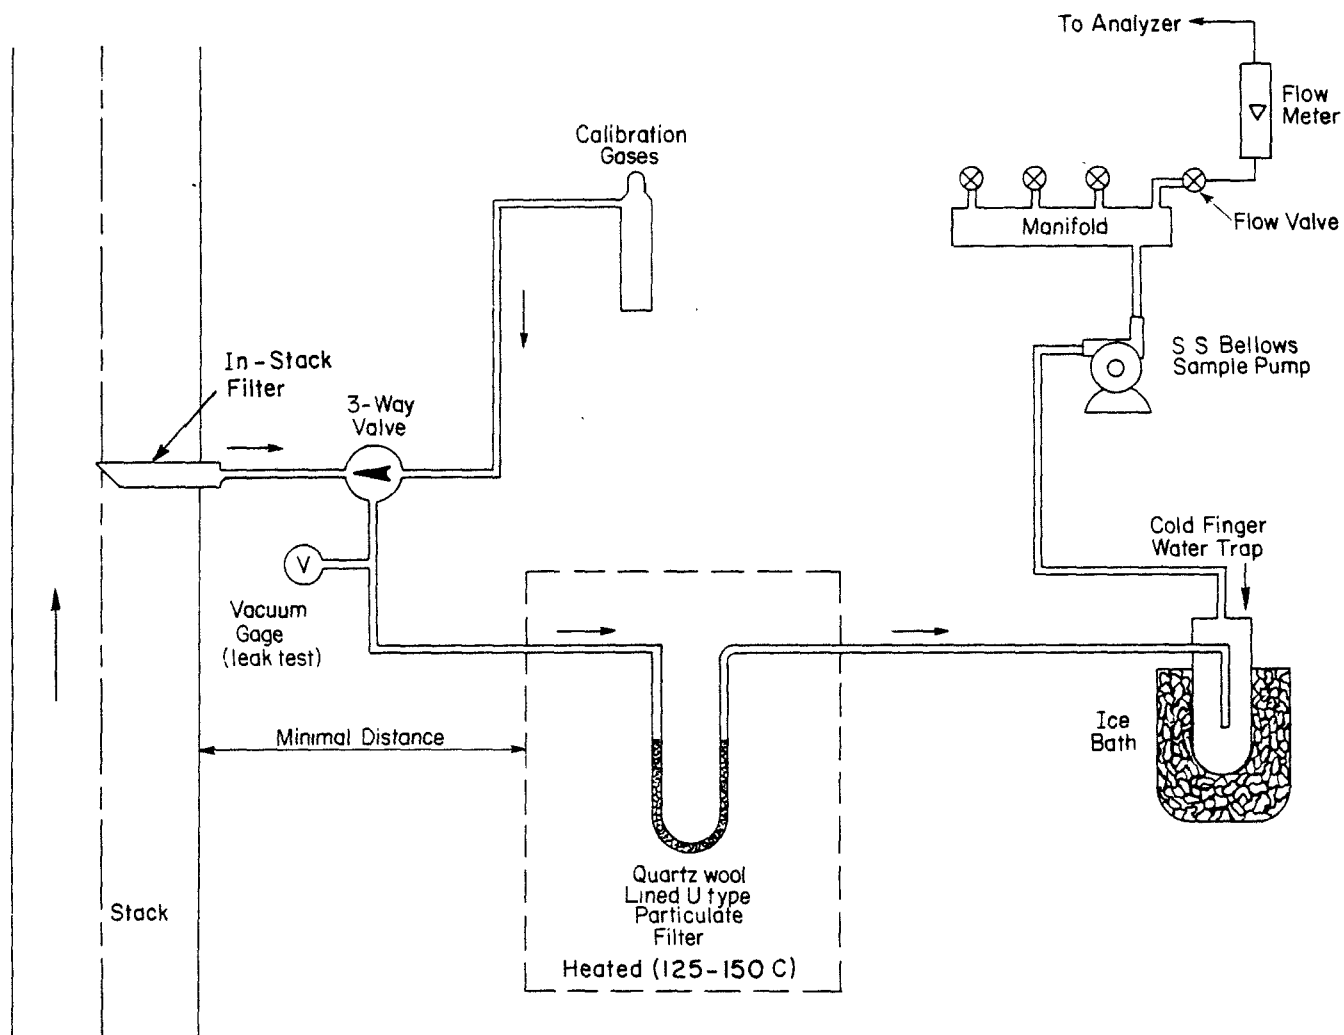 To Analyzer
Flow
Meter
Calibration
Gases
Manifold
Flow Valve
In-Stack
Filter
3-Way
Valve
S S Bellows
Sample Pump
Cold Finger
Water Trap
V
Vacuum
Gage
(leak test)
Minimal Distance
Ice
Bath
Quartz wool
Lined U type
Particulate
Filter
Heated (125-150 C)
Stack